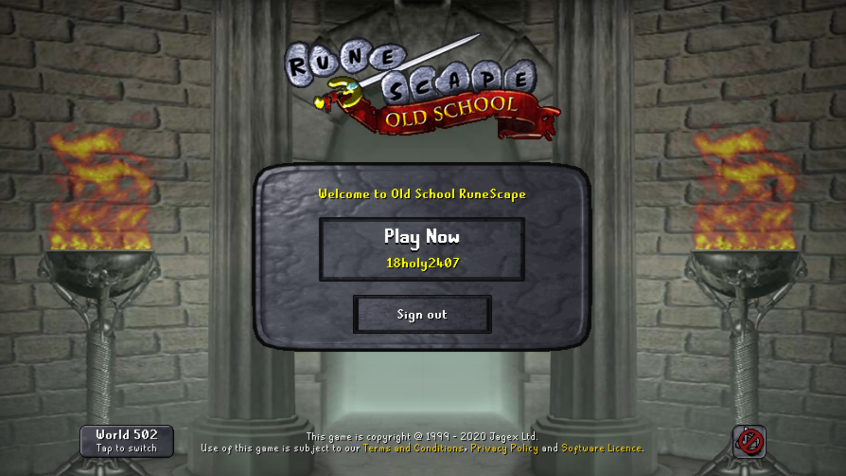 RUNE
SCAPE
OLD SCHOOL
Welcome to Old School RuneScape
Play Now
18holy2407
Sign out
World 502
Tap to switch
This game is copyright © 1999 - 2020 Jagex Ltd.
Use of this game is subject to our Terms and Conditions, Privacy Policy and Software Licence.